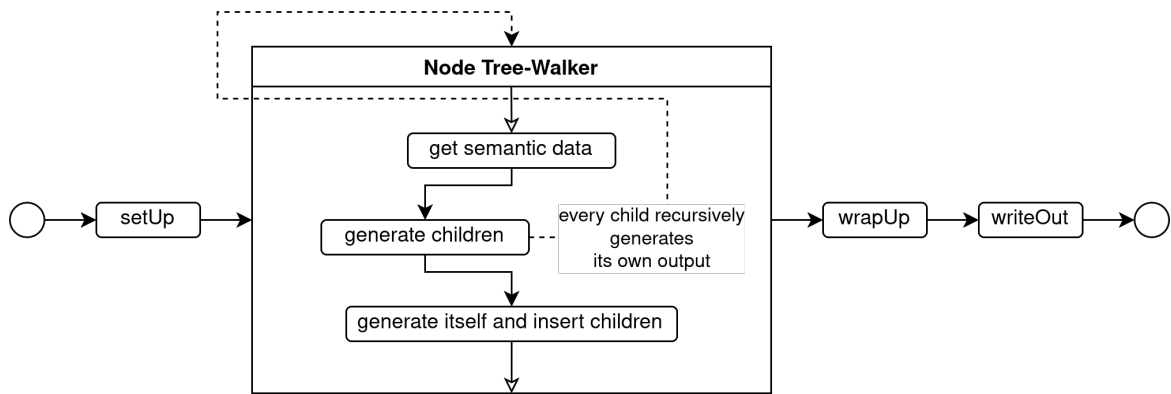 Node Tree-Walker
get semantic data
setUp
generate children
every child recursively
generates
its own output
wrapUp
writeOut
generate itself and insert children